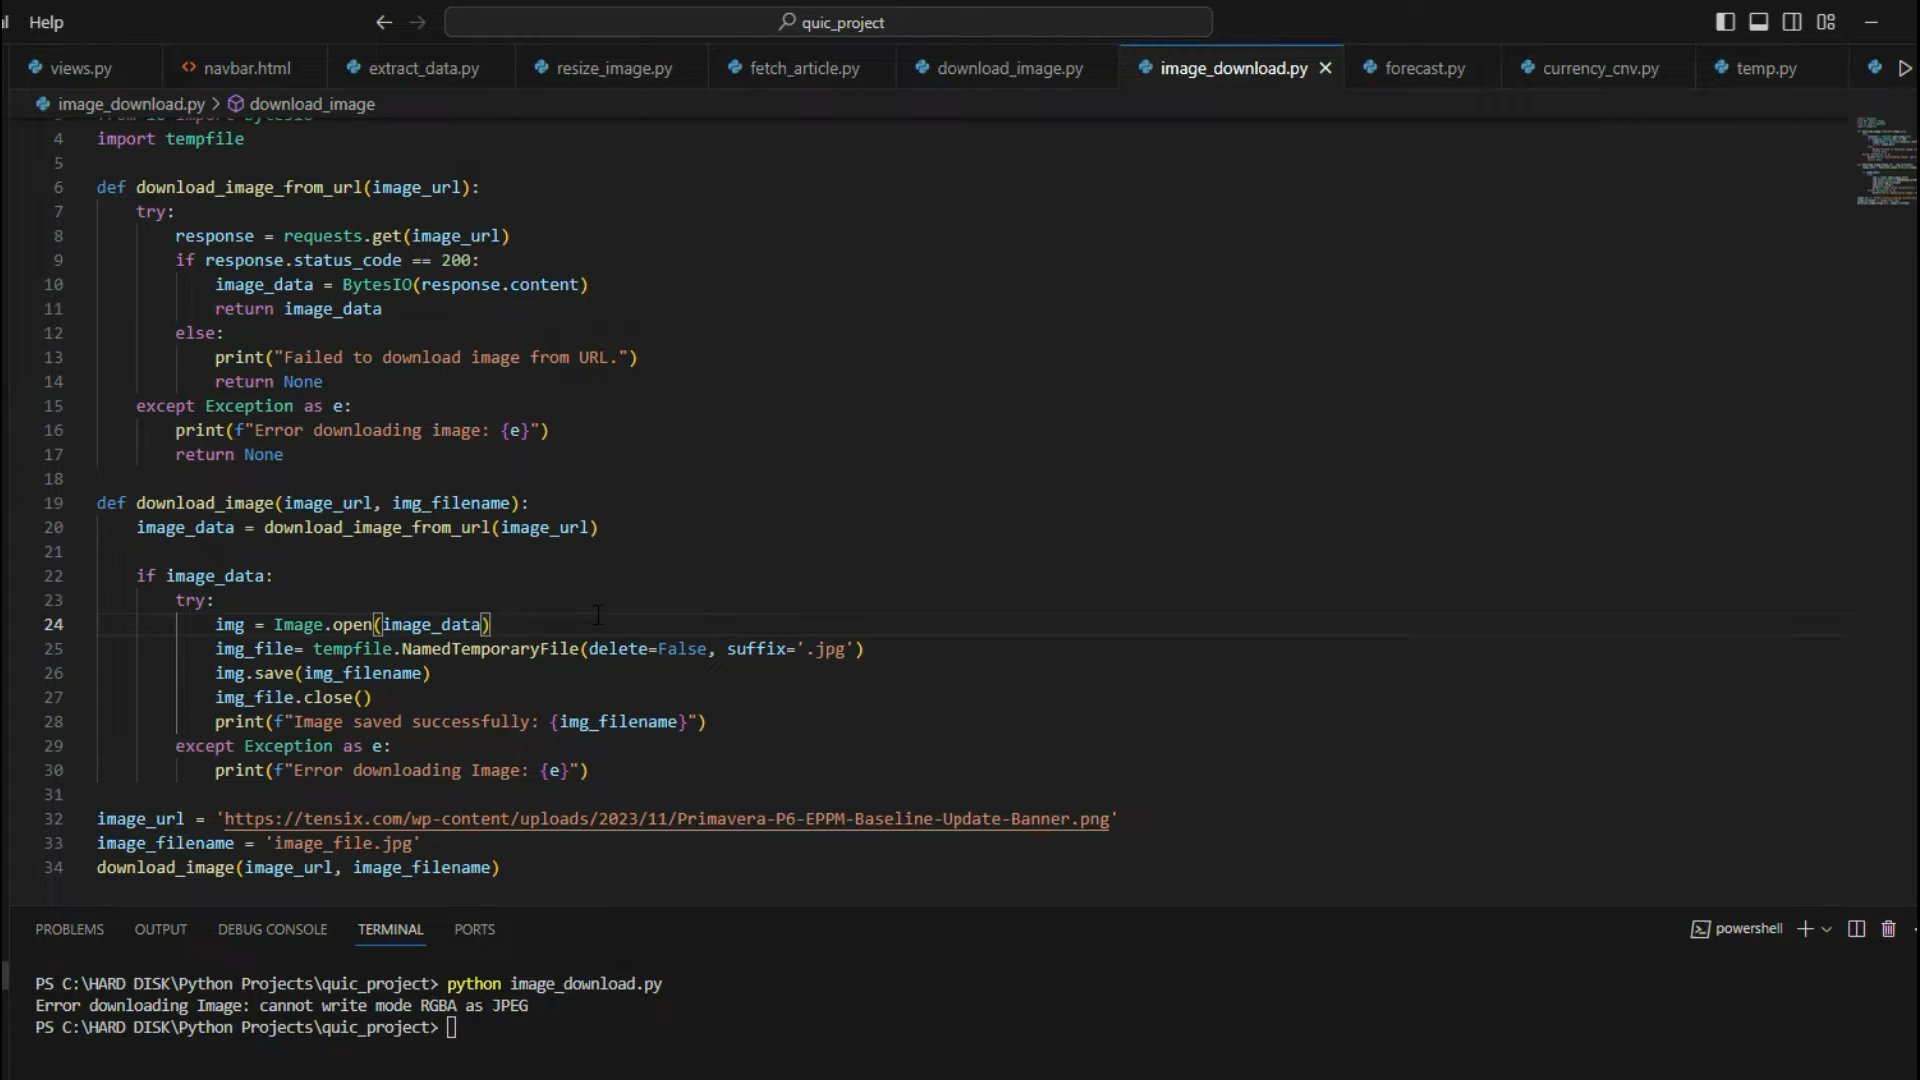 Help
quic_project
views.py
navbar.html
extract_data.py
resize_image.py
fetch_article.py
download_image.py
image_download.py
forecast.py
currency_cnv.py
temp.py
image_download.py > download_image
4 import tempfile
5
6 def download_image_from_url(image_url):
7 try:
8 response = requests.get(image_url)
9 if response.status_code == 200:
10 image_data = BytesIO(response.content)
11 return image_data
12 else:
13 print("Failed to download image from URL.")
14 return None
15 except Exception as e:
16 print(f"Error downloading image: {e}")
17 return None
18
19 def download_image(image_url, img_filename):
20 image_data = download_image_from_url(image_url)
21
22 if image_data:
23 try:
24 img = Image.open(image_data)
25 img_file= tempfile.NamedTemporaryFile(delete=False, suffix='.jpg')
26 img.save(img_filename)
27 img_file.close()
28 print(f"Image saved successfully: {img_filename}")
29 except Exception as e:
30 print(f"Error downloading Image: {e}")
31
32 image_url = 'https://tensix.com/wp-content/uploads/2023/11/Primavera-P6-EPPM-Baseline-Update-Banner.png'
33 image_filename = 'image_file.jpg'
34 download_image(image_url, image_filename)
PROBLEMS OUTPUT DEBUG CONSOLE TERMINAL PORTS
powershell
PS C:\HARD DISK\Python Projects\quic_project> python image_download.py
Error downloading Image: cannot write mode RGBA as JPEG
PS C:\HARD DISK\Python Projects\quic_project>